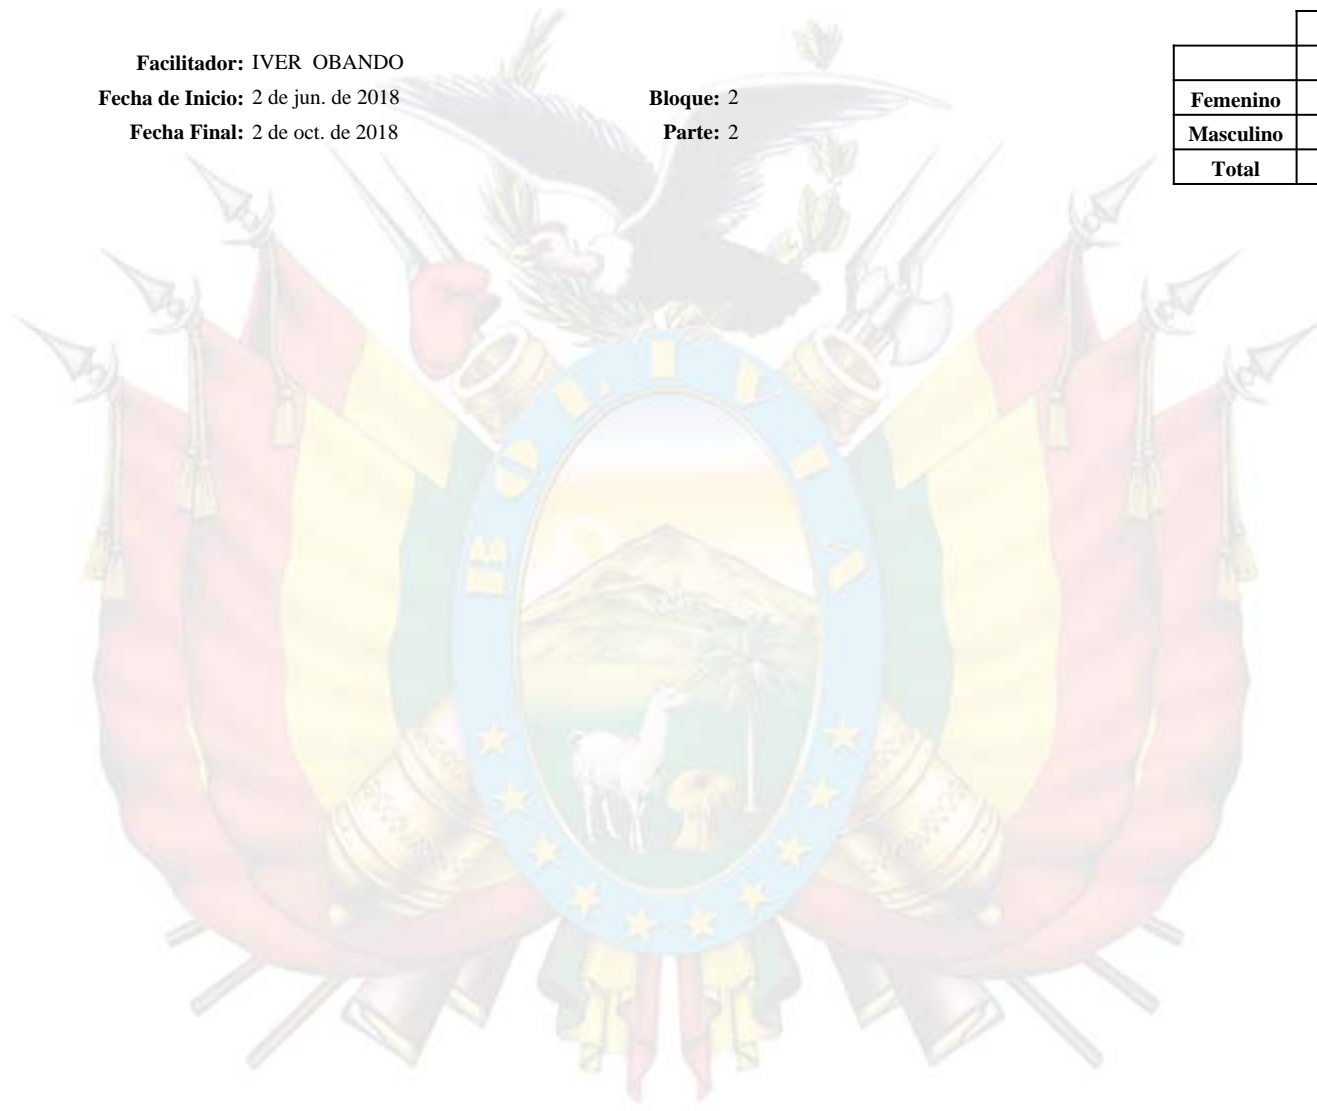 Facilitador: IVER OBANDO
Fecha de Inicio: 2 de jun. de 2018
Bloque: 2
Fecha Final: 2 de oct. de 2018
Parte: 2
Femenino
Masculino
Total
BOLIVIA